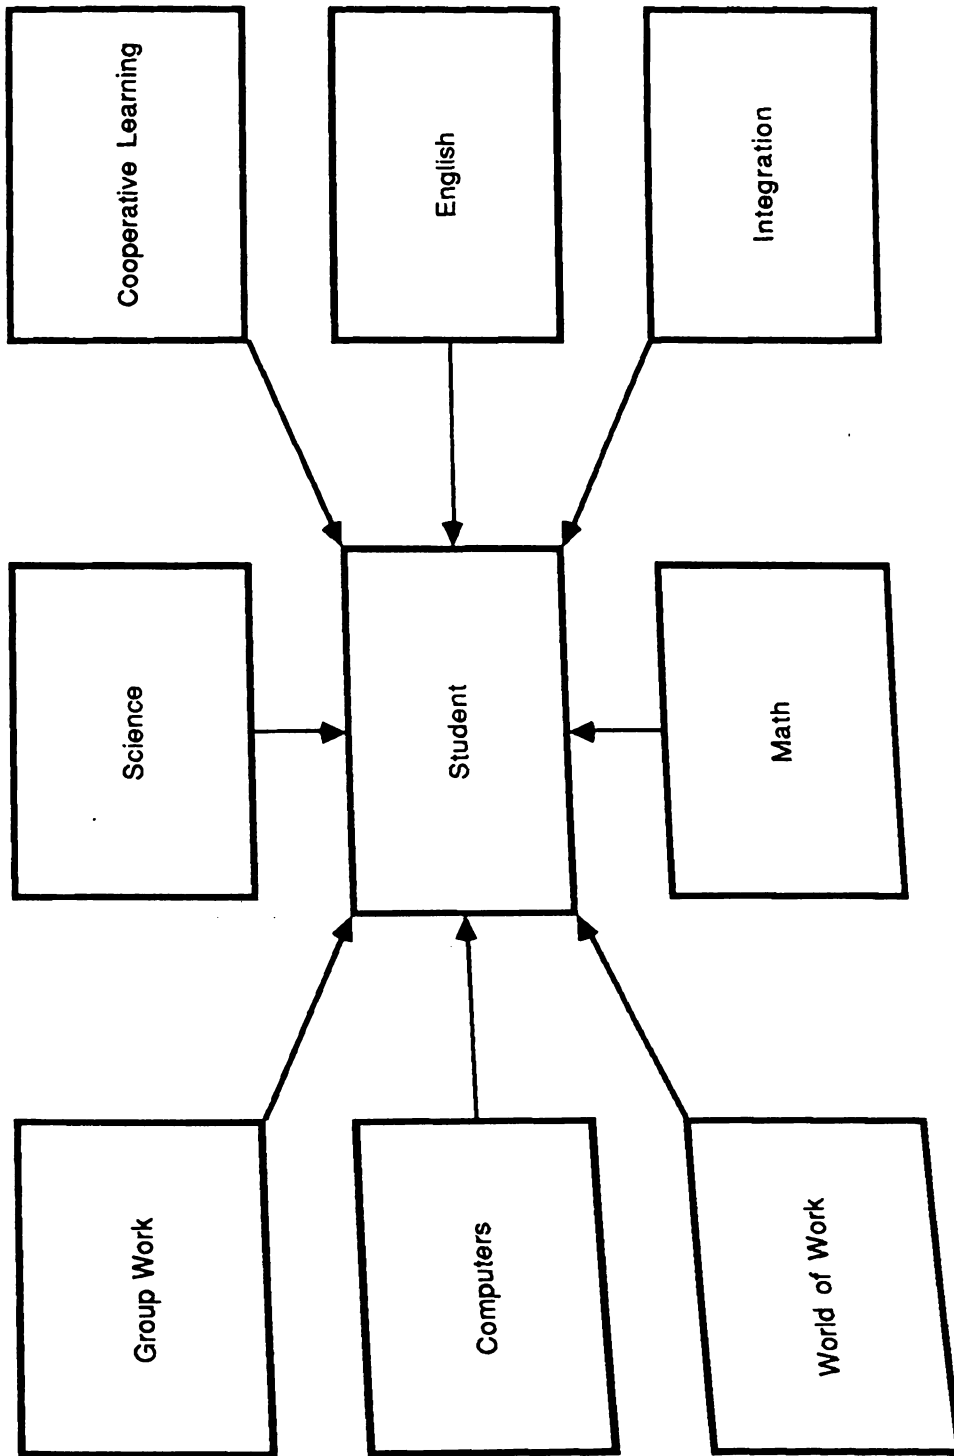 Group Work
Science
Cooperative Learning
Computers
Student
English
World of Work
Math
Integration